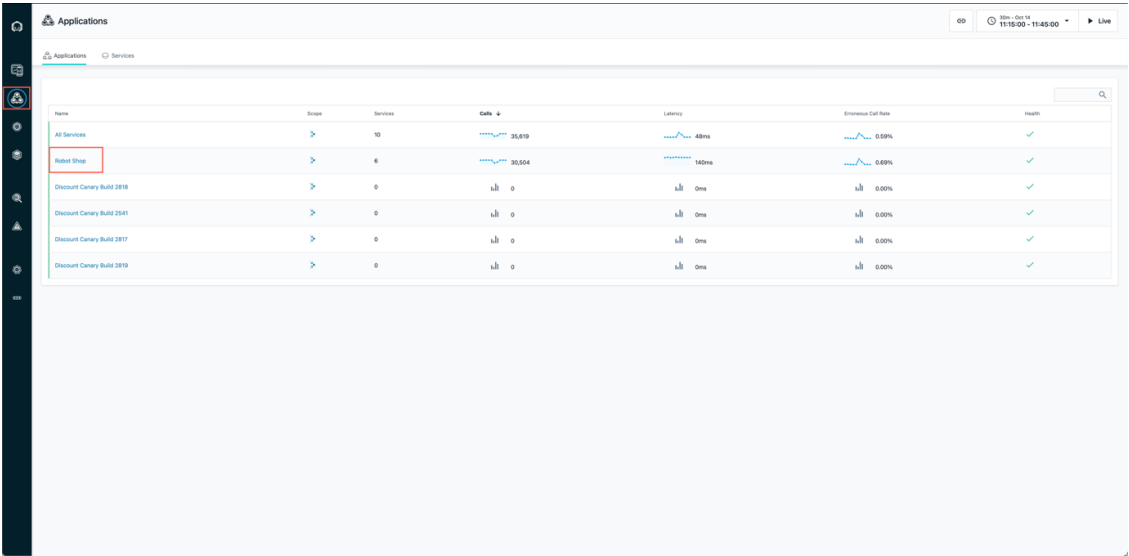 Applications
30m - Oct 14
11:15:00 - 11:45:00
Live
Applications Services
Name Scope Services Calls ↓ Latency Erroneous Call Rate Health
All Services 10 35,619 48ms 0.59%
Robot Shop 6 30,504 140ms 0.69%
Discount Canary Build 2818 0 0 0ms 0.00%
Discount Canary Build 2541 0 0 0ms 0.00%
Discount Canary Build 2817 0 0 0ms 0.00%
Discount Canary Build 2819 0 0 0ms 0.00%